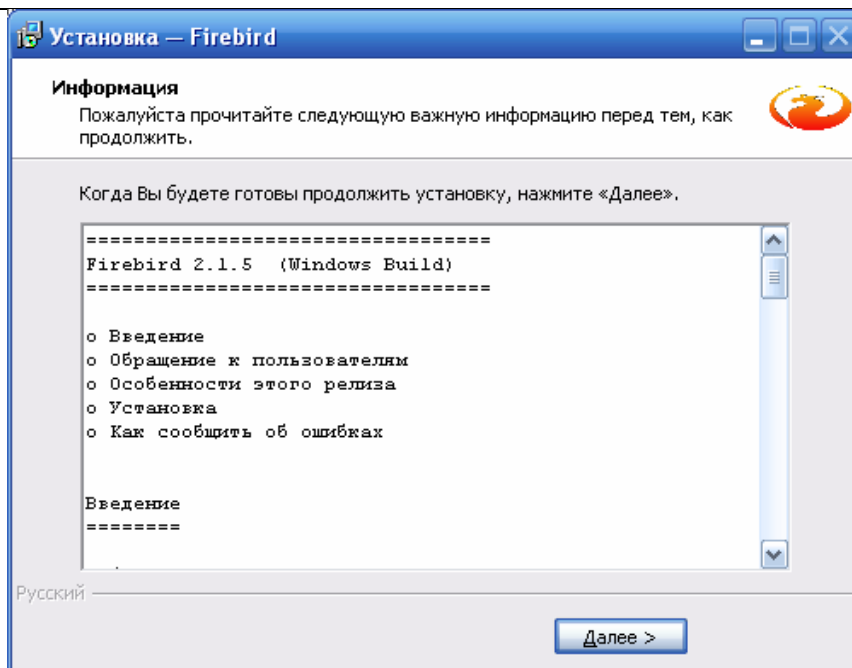 Установка — Firebird
Информация
Пожалуйста прочитайте следующую важную информацию перед тем, как
продолжить.
Когда Вы будете готовы продолжить установку, нажмите «Далее».
==================================
Firebird 2.1.5  (Windows Build)
==================================
o Введение
o Обращение к пользователям
o Особенности этого релиза
o Установка
o Как сообщить об ошибках
Введение
========
Русский
Далее >